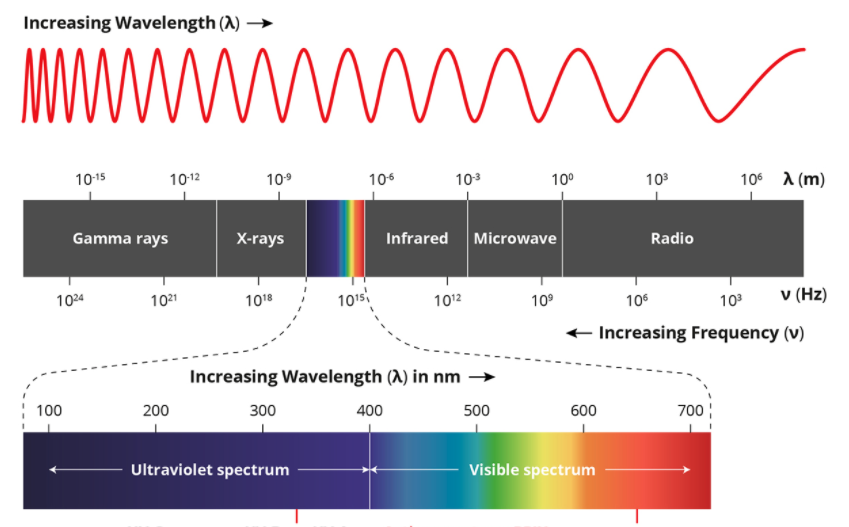 Increasing Wavelength (λ) →
10⁻¹⁵ 10⁻¹² 10⁻⁹ 10⁻⁶ 10⁻³ 10⁰ 10³ 10⁶ λ (m)
Gamma rays X-rays Infrared Microwave Radio
10²⁴ 10²¹ 10¹⁸ 10¹⁵ 10¹² 10⁹ 10⁶ 10³ ν (Hz)
← Increasing Frequency (ν)
Increasing Wavelength (λ) in nm →
100 200 300 400 500 600 700
Ultraviolet spectrum Visible spectrum